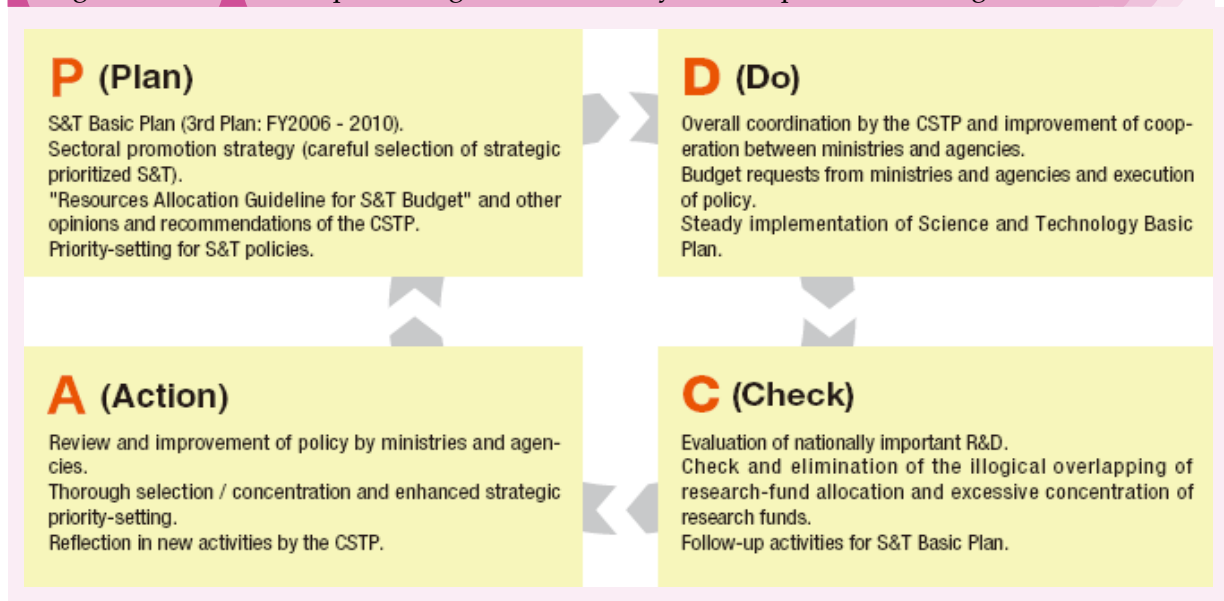 P (Plan)
S&T Basic Plan (3rd Plan: FY2006 - 2010).
Sectoral promotion strategy (careful selection of strategic
prioritized S&T).
"Resources Allocation Guideline for S&T Budget" and other
opinions and recommendations of the CSTP.
Priority-setting for S&T policies.
D (Do)
Overall coordination by the CSTP and improvement of coop-
eration between ministries and agencies.
Budget requests from ministries and agencies and execution
of policy.
Steady implementation of Science and Technology Basic
Plan.
A (Action)
Review and improvement of policy by ministries and agen-
cies.
Thorough selection / concentration and enhanced strategic
priority-setting.
Reflection in new activities by the CSTP.
C (Check)
Evaluation of nationally important R&D.
Check and elimination of the illogical overlapping of
research-fund allocation and excessive concentration of
research funds.
Follow-up activities for S&T Basic Plan.